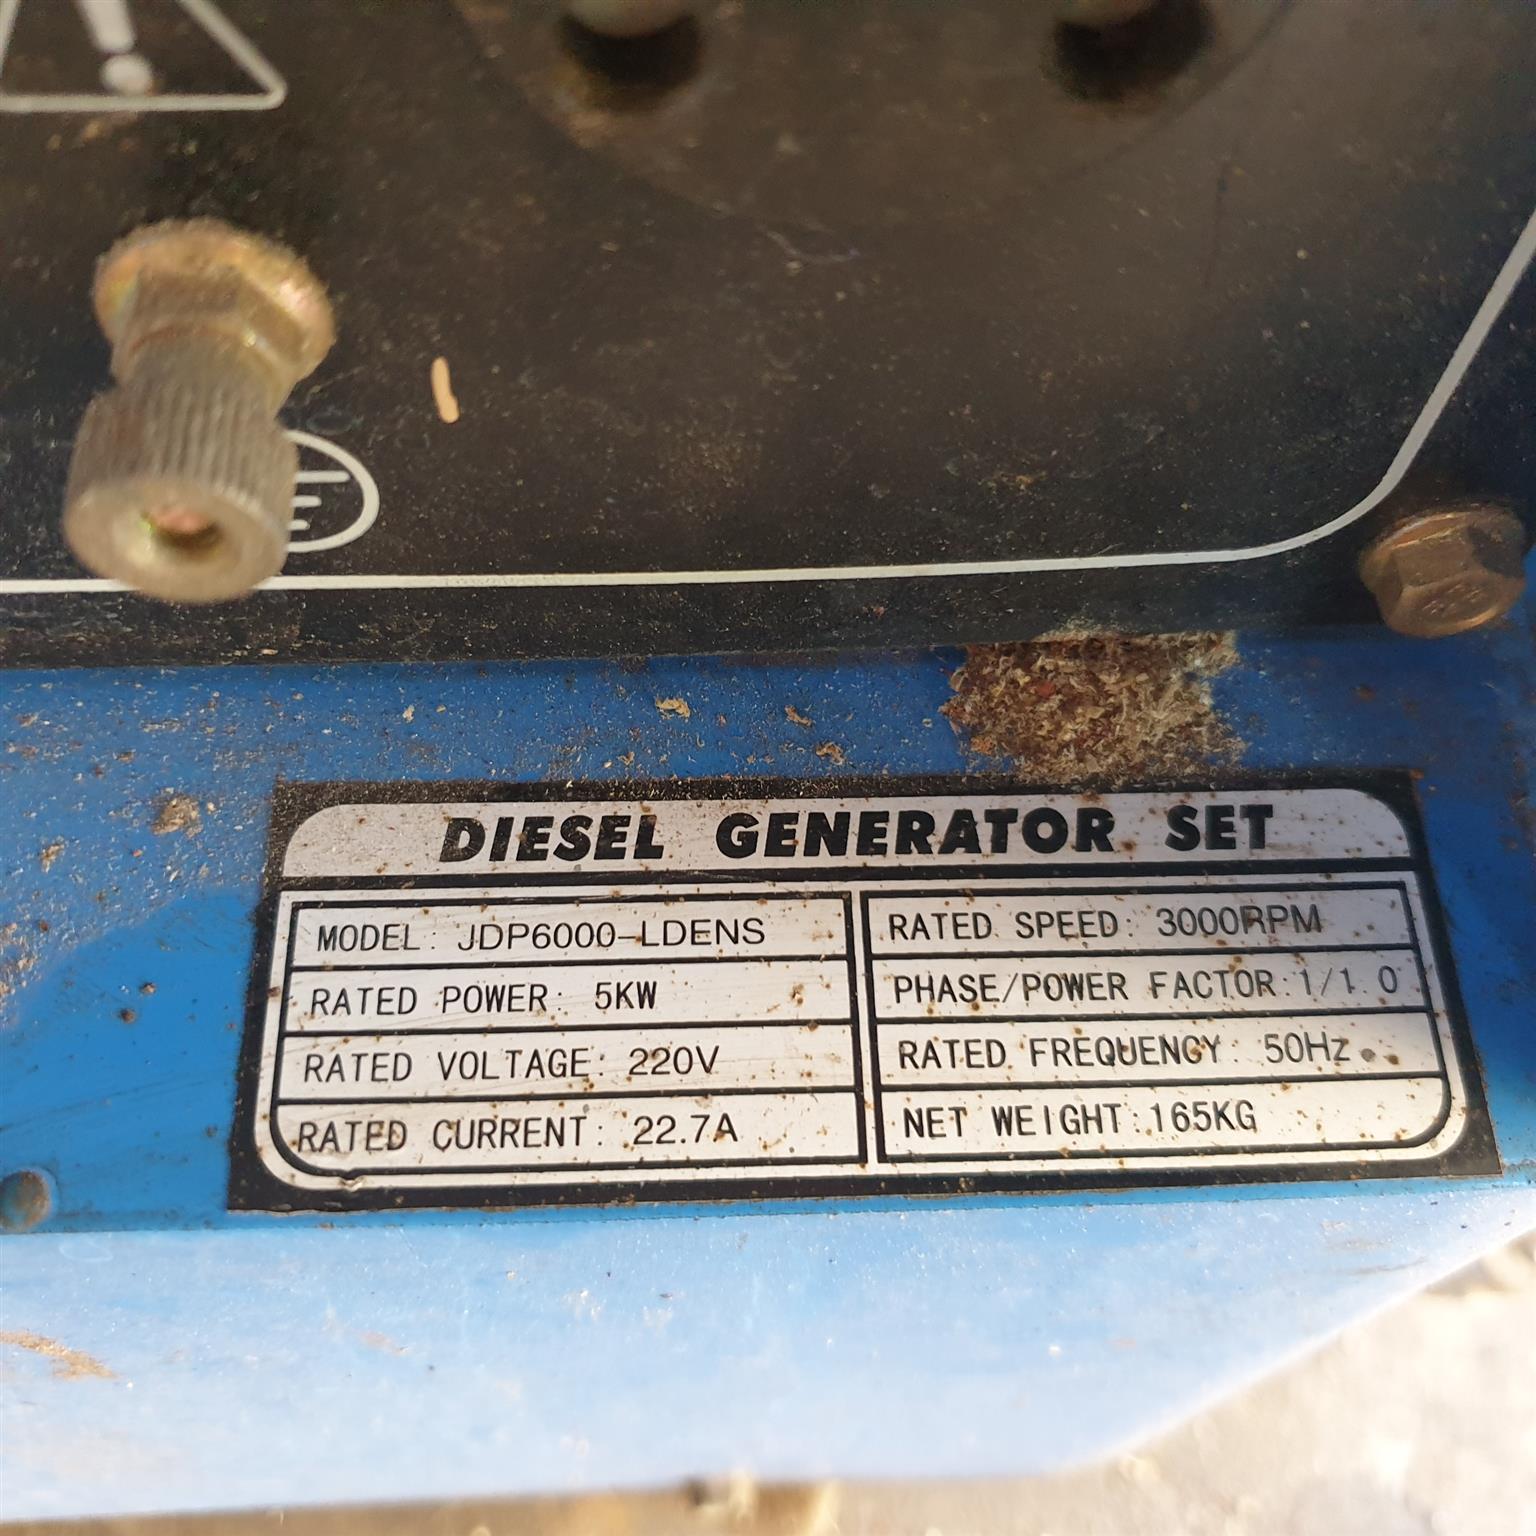 DIESEL GENERATOR SET
MODEL: JDP6000-LDENS
RATED POWER: 5KW
RATED VOLTAGE: 220V
RATED CURRENT: 22.7A
RATED SPEED: 3000RPM
PHASE/POWER FACTOR:1/1.0
RATED FREQUENCY: 50Hz
NET WEIGHT:165KG